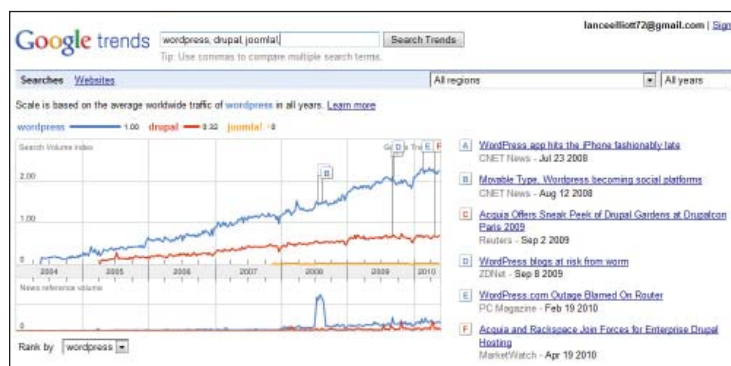 lanceelliott72@gmail.com | Sign
Google trends
wordpress, drupal, joomla!,
Search Trends
Tip: Use commas to compare multiple search terms.
Searches Websites
All regions
All years
Scale is based on the average worldwide traffic of wordpress in all years. Learn more
wordpress 1.00 drupal 0.32 joomla! 0
Search Volume index
Google Tre
D E F
B
2.00
1.00
0
2004 2005 2006 2007 2008 2009 2010
News reference volume
0
Rank by wordpress
A WordPress app hits the iPhone fashionably late
CNET News - Jul 23 2008
B Movable Type, Wordpress becoming social platforms
CNET News - Aug 12 2008
C Acquia Offers Sneak Peek of Drupal Gardens at Drupalcon
Paris 2009
Reuters - Sep 2 2009
D WordPress blogs at risk from worm
ZDNet - Sep 8 2009
E WordPress.com Outage Blamed On Router
PC Magazine - Feb 19 2010
F Acquia and Rackspace Join Forces for Enterprise Drupal
Hosting
MarketWatch - Apr 19 2010